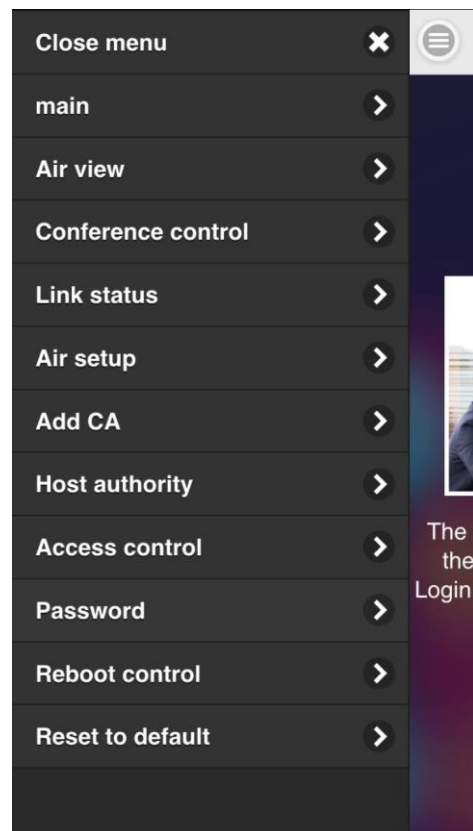 Close menu
main
Air view
Conference control
Link status
Air setup
Add CA
Host authority
Access control
Password
Reboot control
Reset to default
The
the
Login